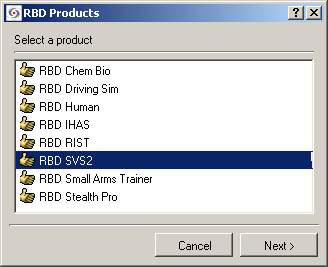 RBD Products
Select a product
RBD Chem Bio
RBD Driving Sim
RBD Human
RBD IHAS
RBD RIST
RBD SVS2
RBD Small Arms Trainer
RBD Stealth Pro
Cancel
Next >